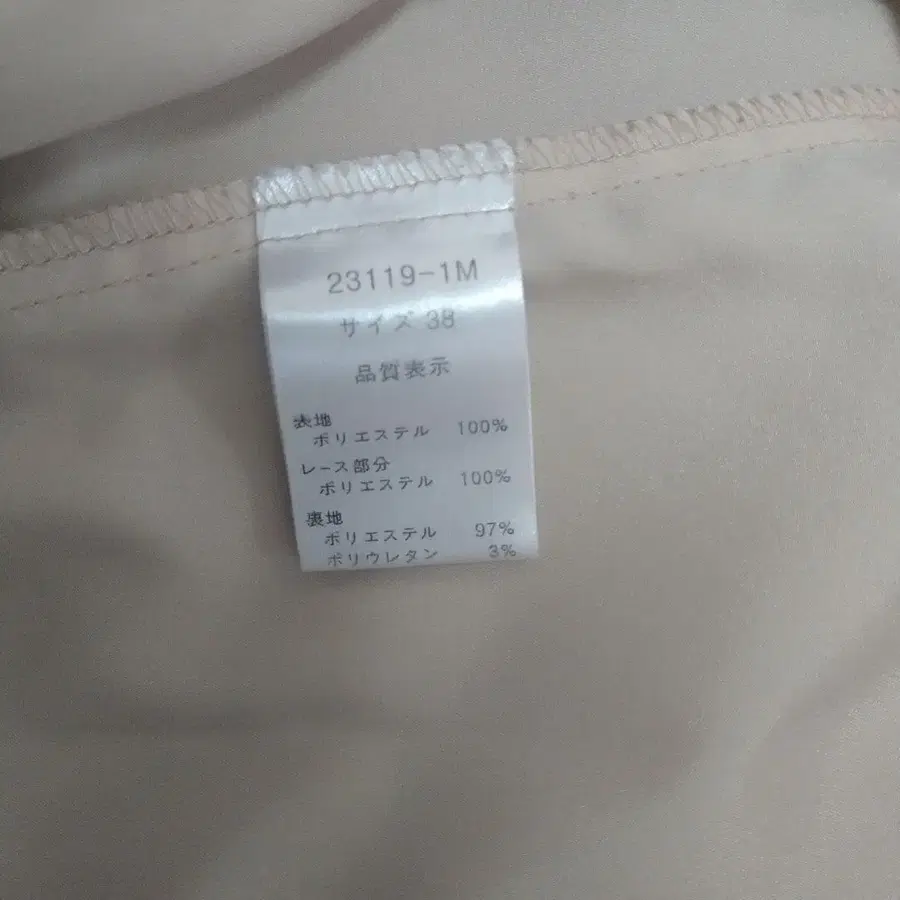 23119-1M
サイズ 38
品質表示
表地
ポリエステル 100%
レース部分
ポリエステル 100%
裏地
ポリエステル 97%
ポリウレタン 3%